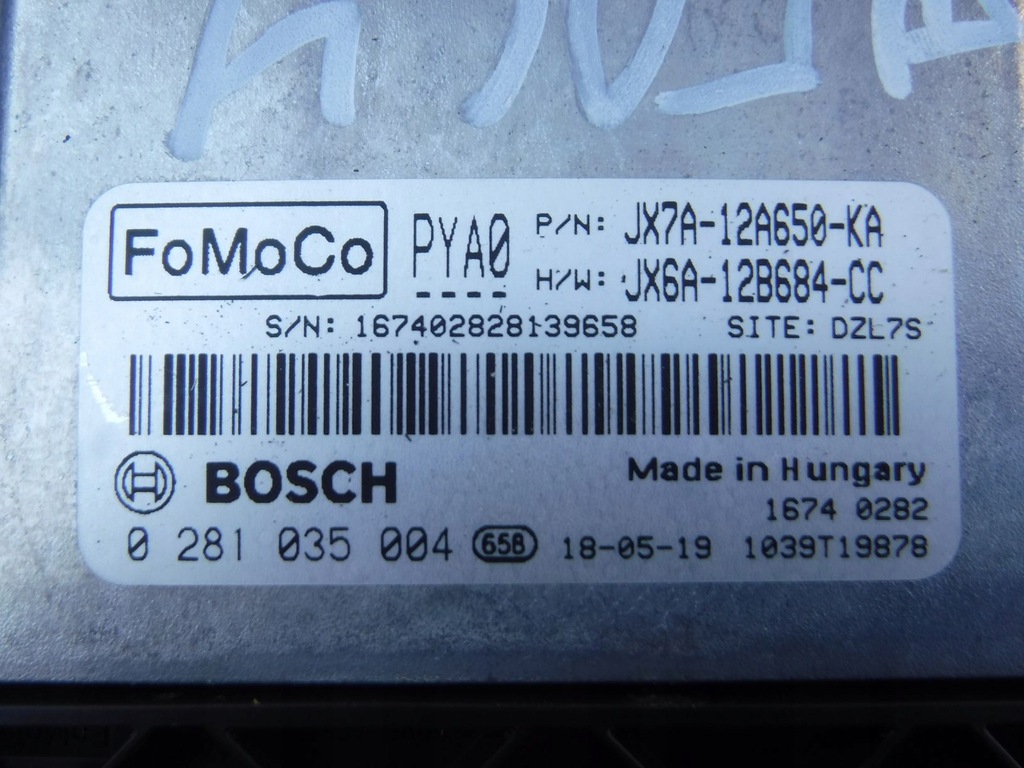 FoMoCo PYA0 P/N: JX7A-12A650-KA
H/W: JX6A-12B684-CC
S/N: 167402828139658 SITE: DZL7S
BOSCH Made in Hungary
1674 0282
0 281 035 004 658 18-05-19 1039T19878